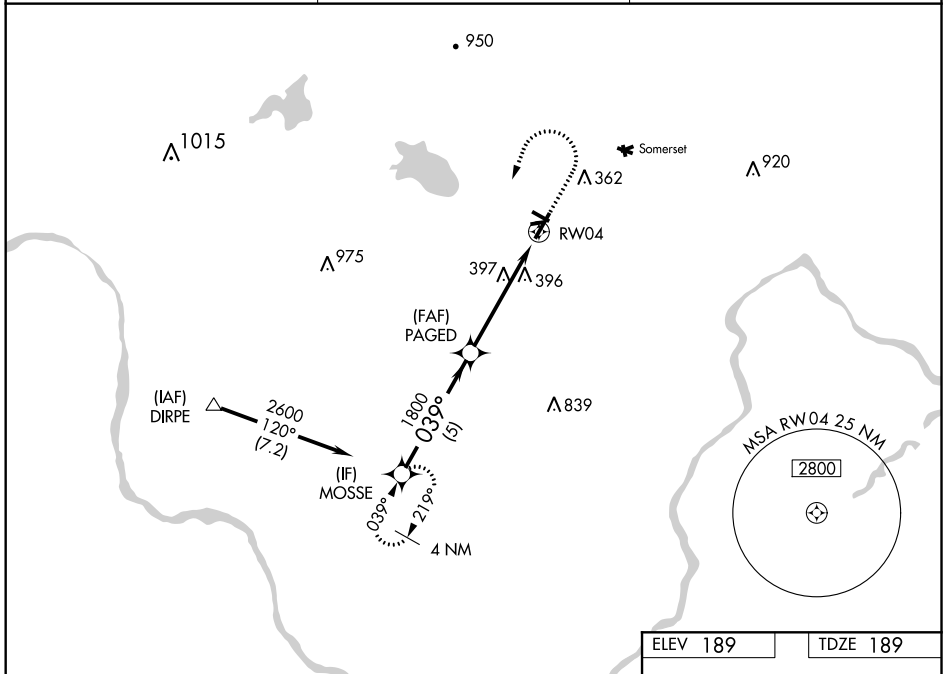 950
1015
Somerset
920
362
RW04
975
397
396
(FAF)
PAGED
(IAF)
DIRPE
2600
120°
(7.2)
1800
039°
(5)
839
MSA RW04 25 NM
2800
(IF)
MOSSE
039°
219°
4 NM
ELEV 189
TDZE 189